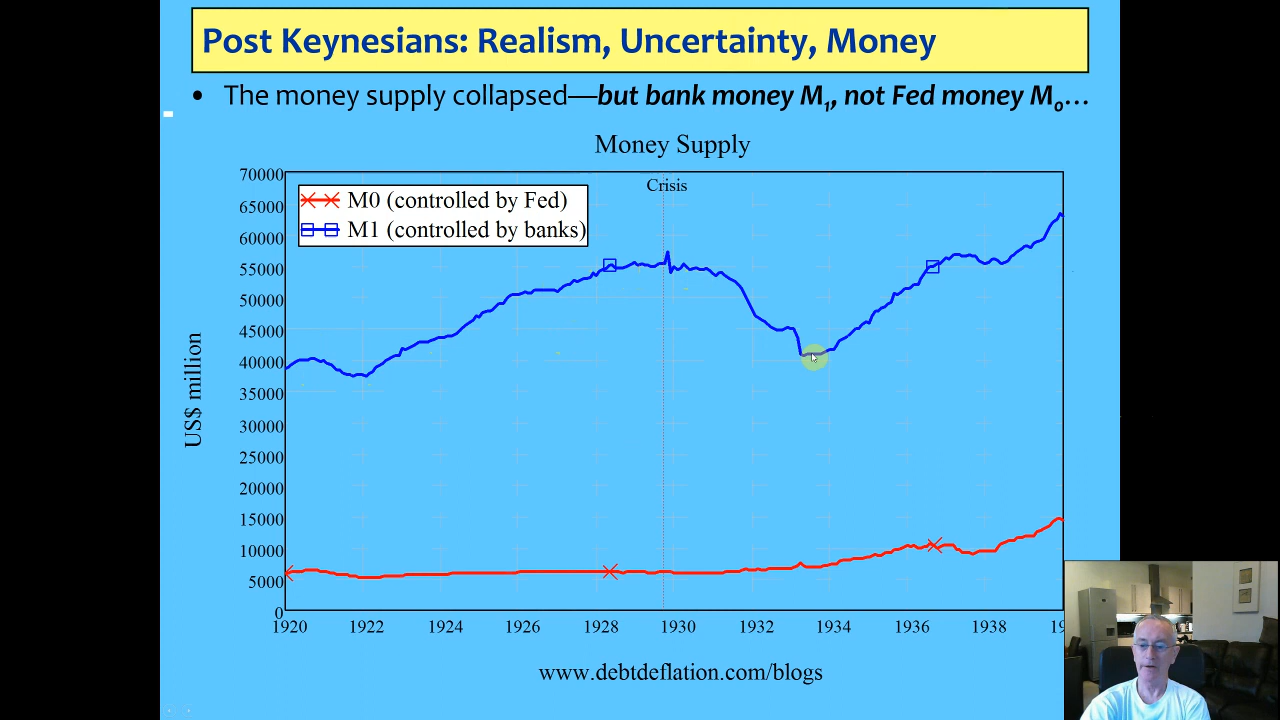 Post Keynesians: Realism, Uncertainty, Money
• The money supply collapsed—but bank money M1, not Fed money M0…
Money Supply
70000
65000
60000
55000
50000
45000
40000
35000
30000
25000
20000
15000
10000
5000
0
US$ million
Crisis
M0 (controlled by Fed)
M1 (controlled by banks)
1920 1922 1924 1926 1928 1930 1932 1934 1936 1938 19
www.debtdeflation.com/blogs